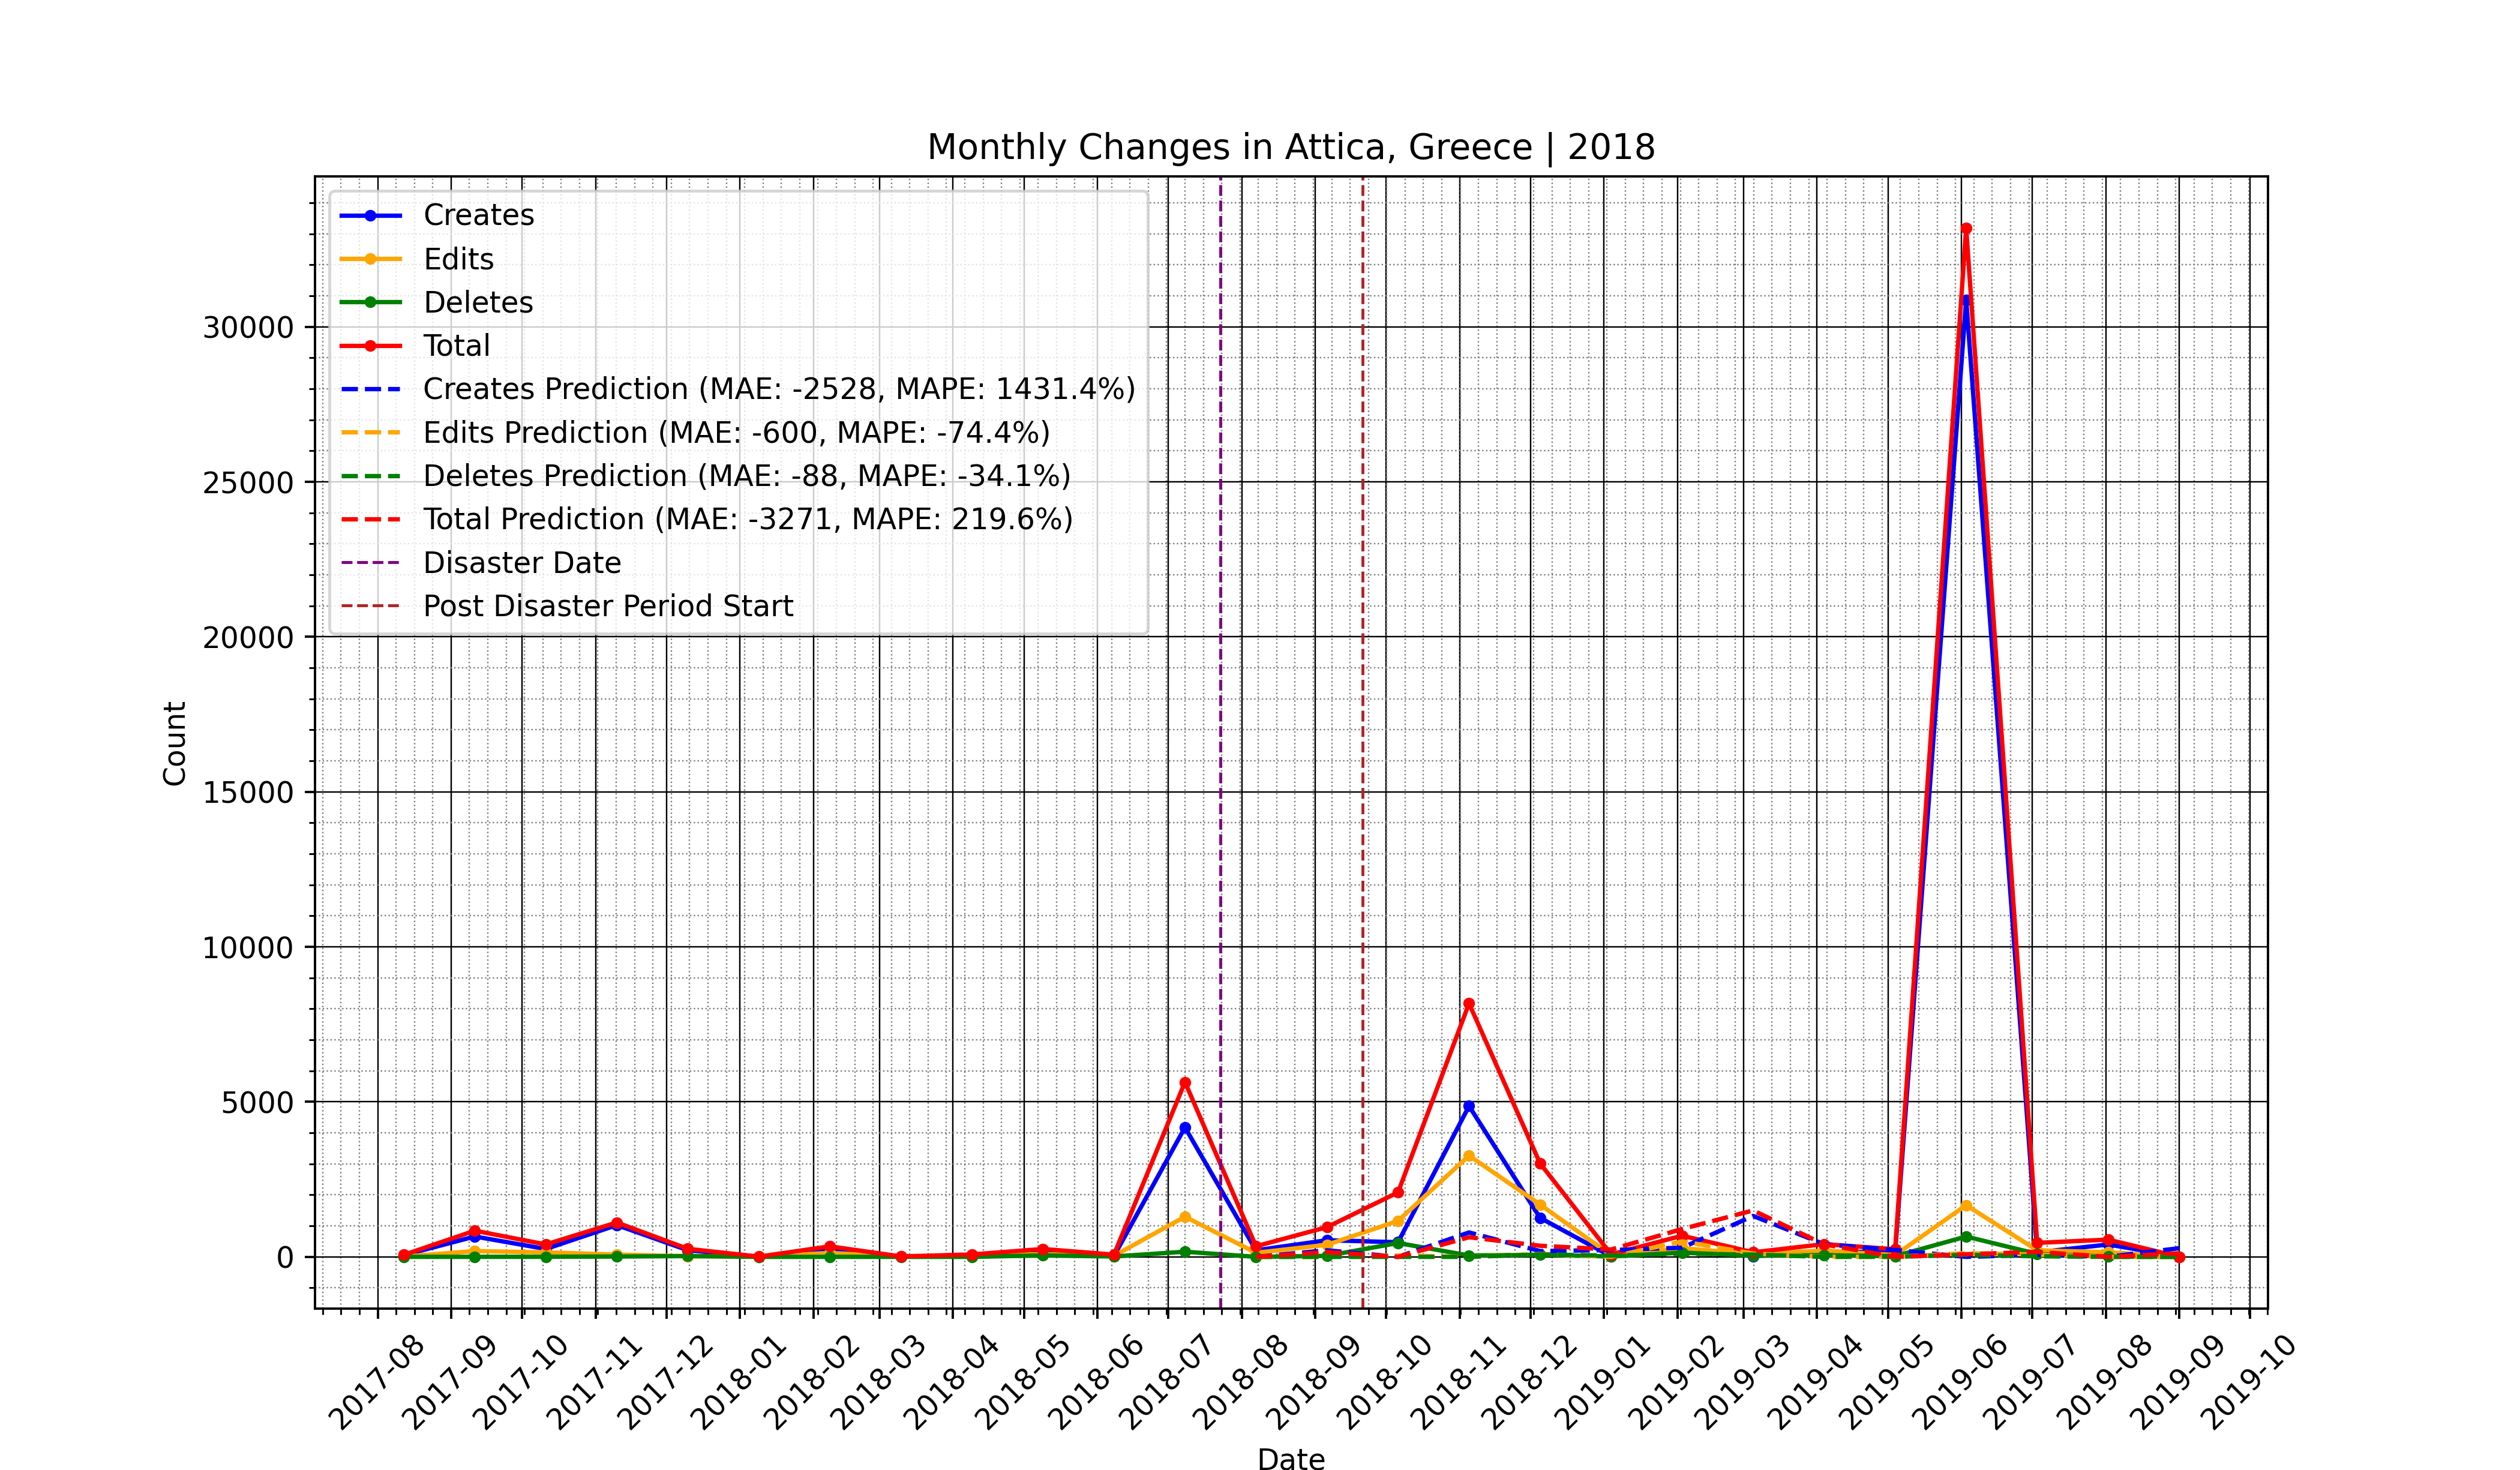 Monthly Changes in Attica, Greece | 2018
Creates
Edits
Deletes
Total
Creates Prediction (MAE: -2528, MAPE: 1431.4%)
Edits Prediction (MAE: -600, MAPE: -74.4%)
Deletes Prediction (MAE: -88, MAPE: -34.1%)
Total Prediction (MAE: -3271, MAPE: 219.6%)
Disaster Date
Post Disaster Period Start
30000
25000
20000
15000
10000
5000
0
Count
2017-08
2017-09
2017-10
2017-11
2017-12
2018-01
2018-02
2018-03
2018-04
2018-05
2018-06
2018-07
2018-08
2018-09
2018-10
2018-11
2018-12
2019-01
2019-02
2019-03
2019-04
2019-05
2019-06
2019-07
2019-08
2019-09
2019-10
Date